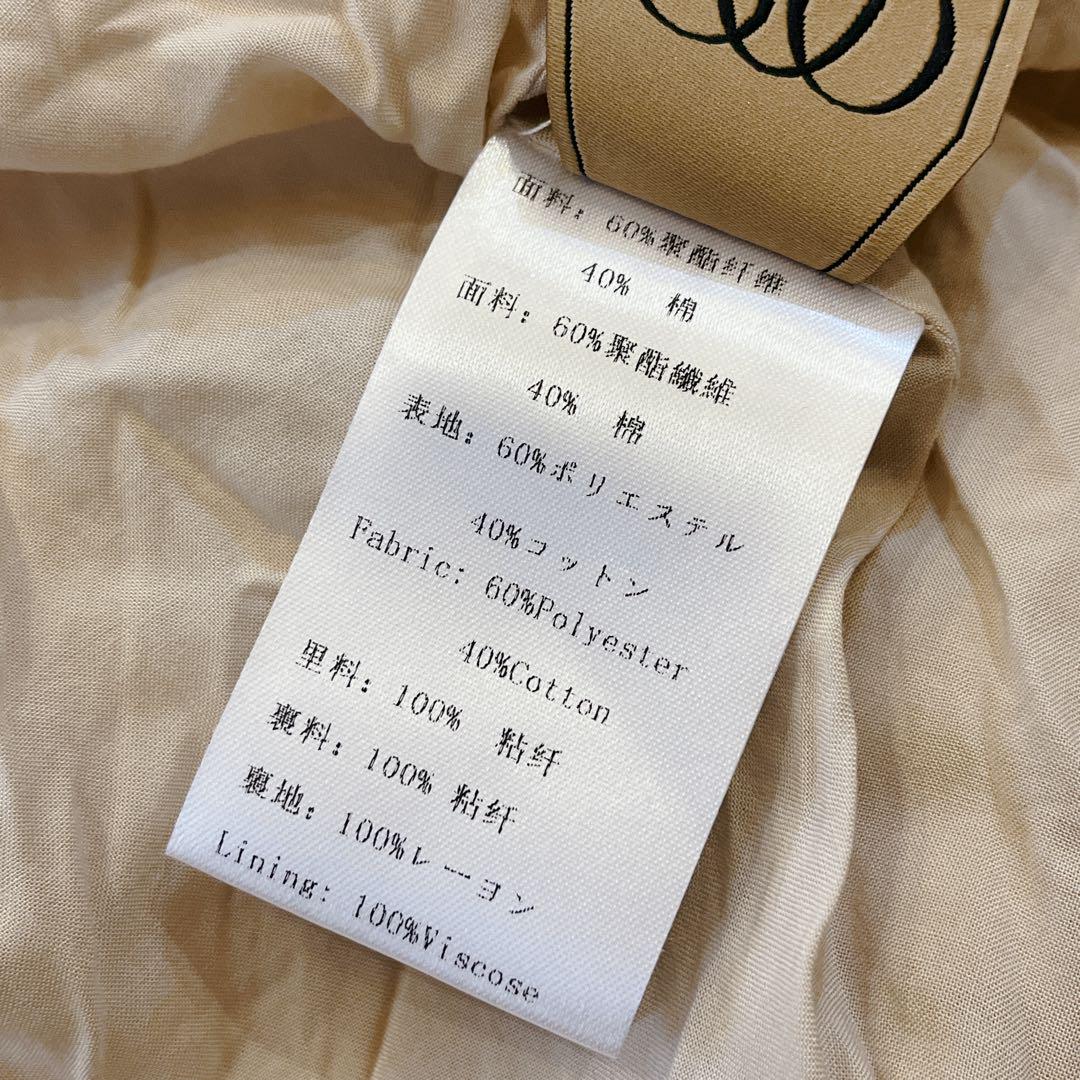 面料: 60%聚酯纤维
40% 棉
面料: 60%聚酯纖維
40% 棉
表地: 60%ポリエステル
40%コットン
Fabric: 60%Polyester
40%Cotton
里料: 100% 粘纤
裏料: 100% 粘纤
裏地: 100%レーヨン
Lining: 100%Viscose